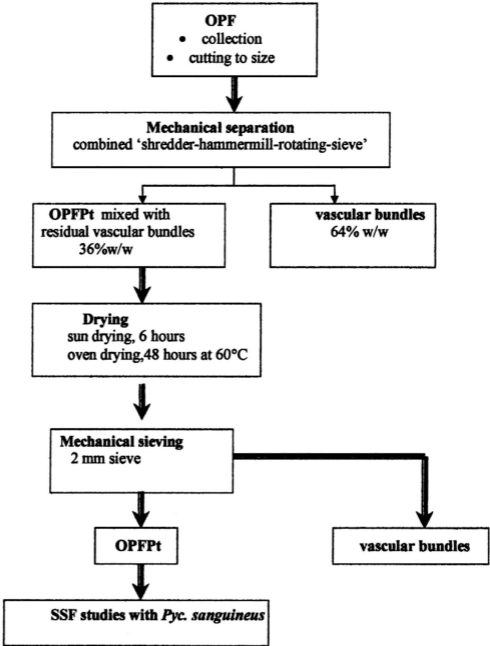 OPF
• collection
• cutting to size
Mechanical separation
combined ‘shredder-hammermill-rotating-sieve’
OPFPt mixed with
residual vascular bundles
36%w/w
vascular bundles
64% w/w
Drying
sun drying, 6 hours
oven drying,48 hours at 60°C
Mechanical sieving
2 mm sieve
OPFPt
vascular bundles
SSF studies with Pyc. sanguineus